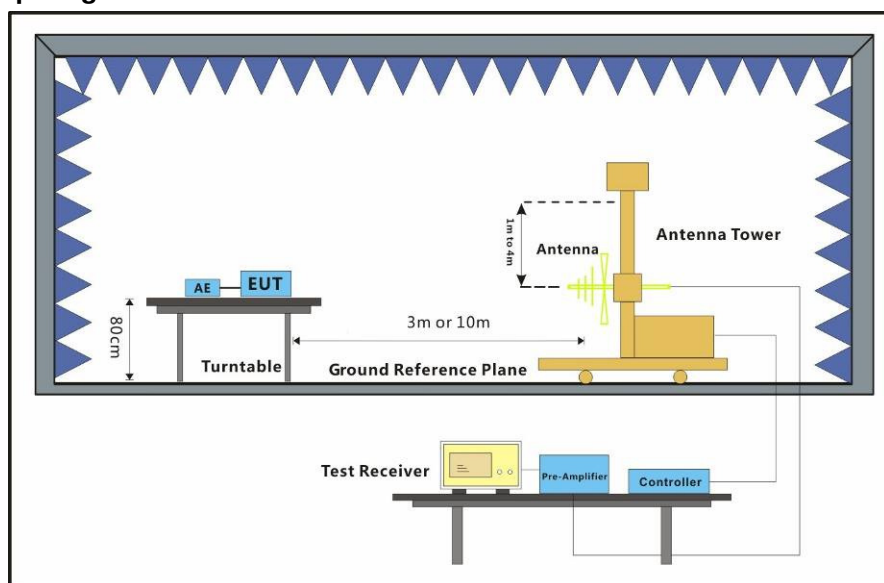 1m to 4m
Antenna
Antenna Tower
AE
EUT
80cm
3m or 10m
Turntable
Ground Reference Plane
Test Receiver
Pre-Amplifier
Controller